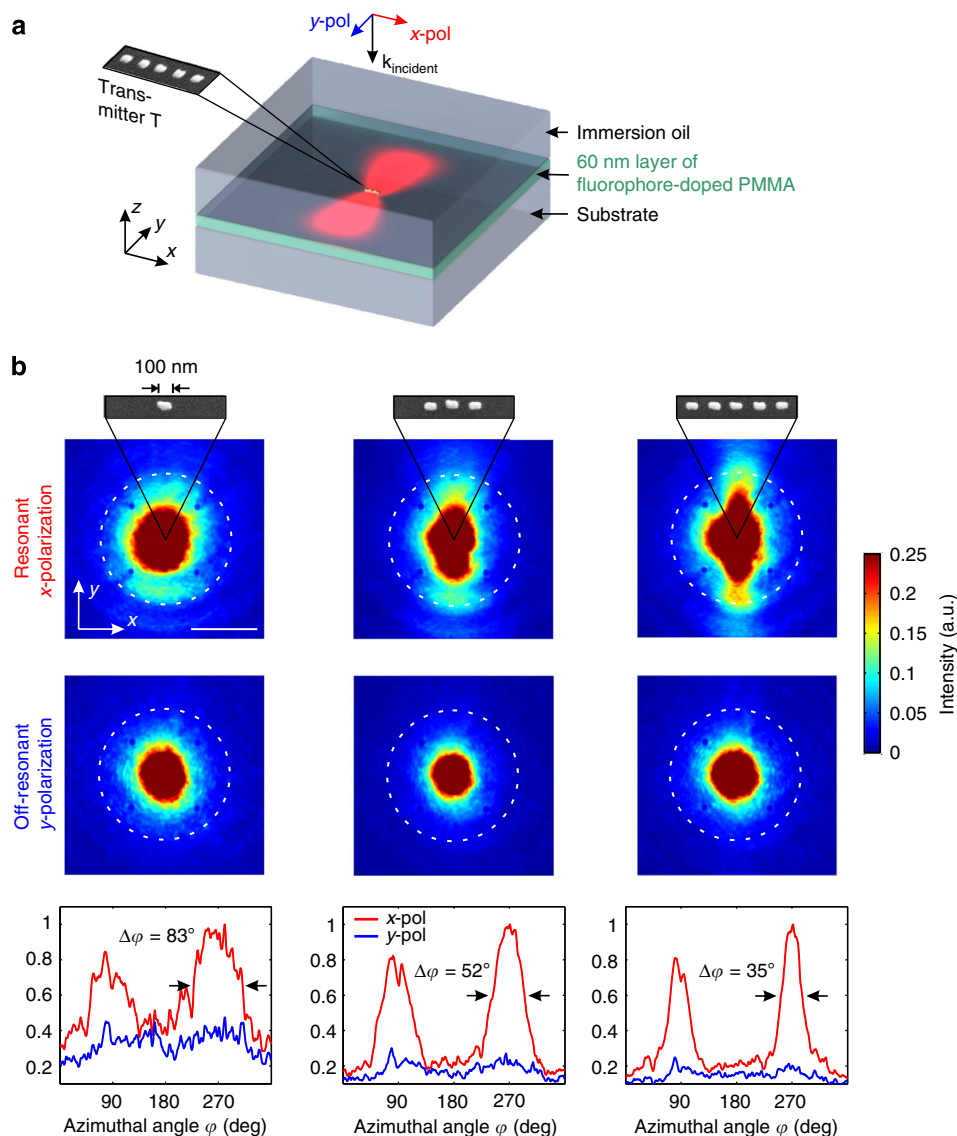 a
y-pol
x-pol
kincident
Trans-
mitter T
Immersion oil
60 nm layer of
fluorophore-doped PMMA
Substrate
z
y
x
b
100 nm
Resonant
x-polarization
y
x
0.25
0.2
0.15
0.1
0.05
0
Intensity (a.u.)
Off-resonant
y-polarization
1
0.8
0.6
0.4
0.2
Δφ = 83°
90 180 270
Azimuthal angle φ (deg)
x-pol
y-pol
1
0.8
0.6
0.4
0.2
Δφ = 52°
90 180 270
Azimuthal angle φ (deg)
1
0.8
0.6
0.4
0.2
Δφ = 35°
90 180 270
Azimuthal angle φ (deg)